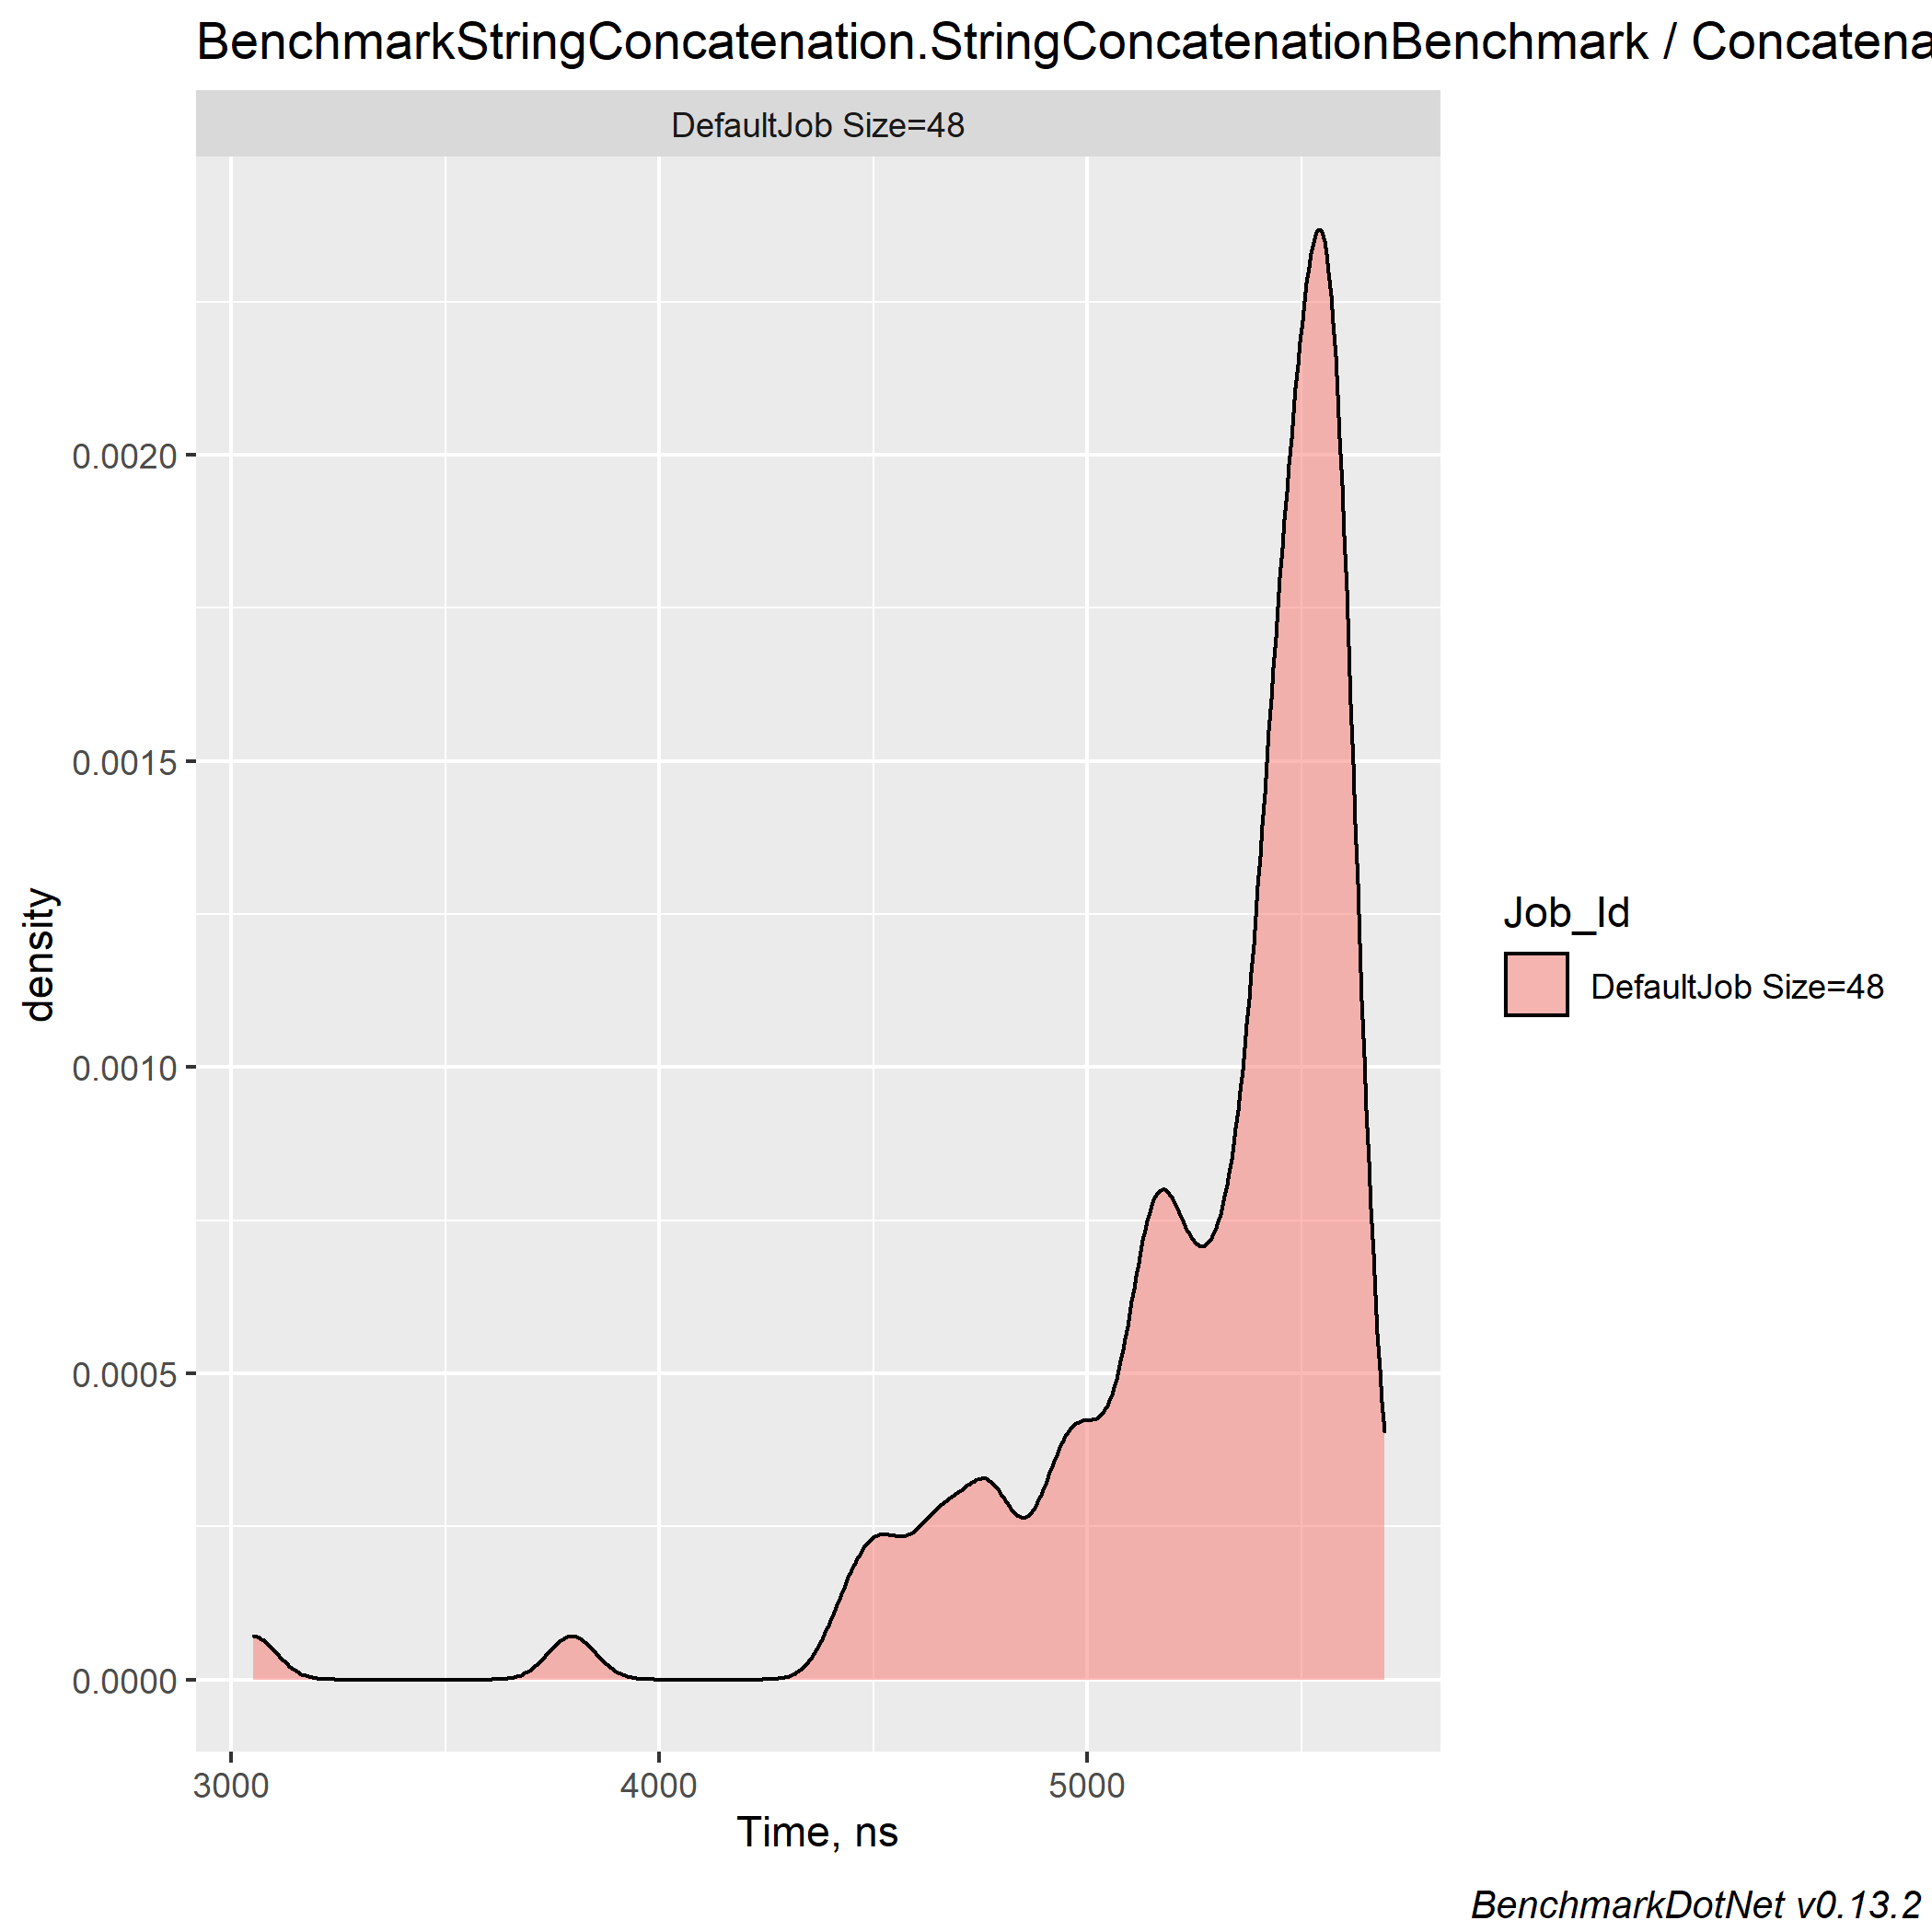 BenchmarkStringConcatenation.StringConcatenationBenchmark / Concatena
DefaultJob Size=48
0.0020
0.0015
0.0010
0.0005
0.0000
density
3000 4000 5000
Time, ns
Job_Id
DefaultJob Size=48
BenchmarkDotNet v0.13.2